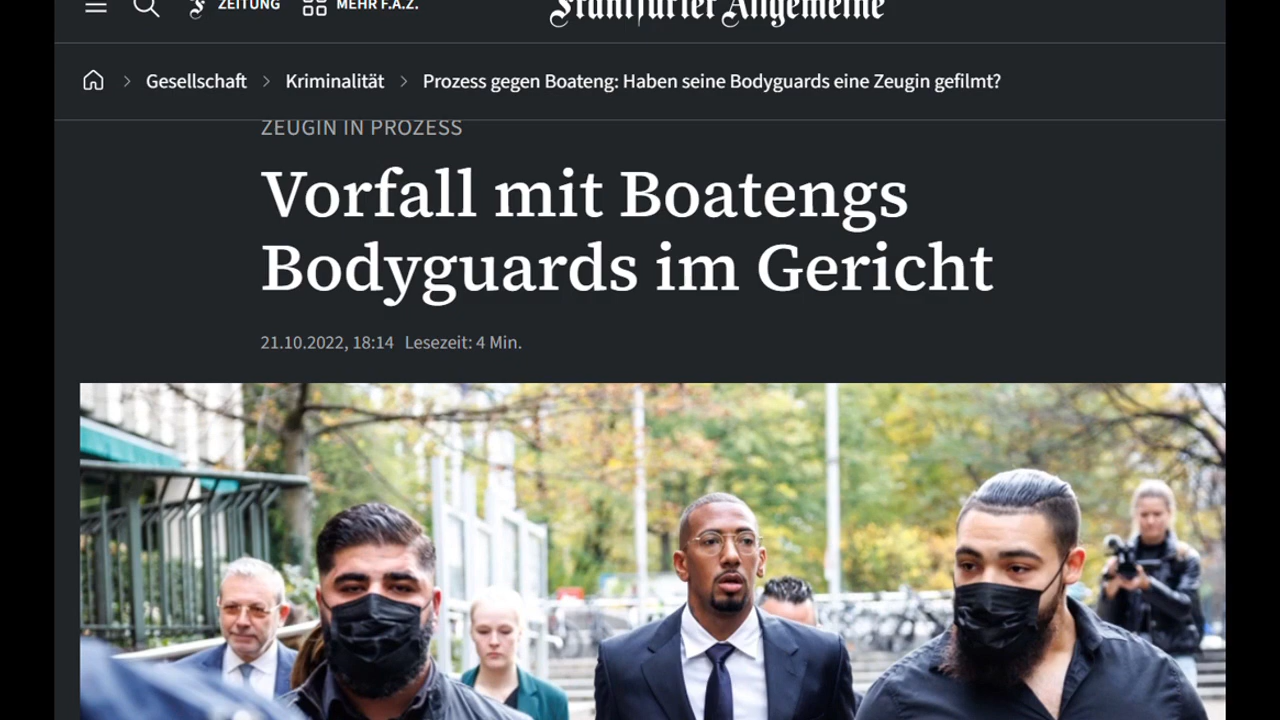 ZEITUNG
MEHR F.A.Z.
Frankfurter Allgemeine
Gesellschaft > Kriminalität > Prozess gegen Boateng: Haben seine Bodyguards eine Zeugin gefilmt?
ZEUGIN IN PROZESS
Vorfall mit Boatengs
Bodyguards im Gericht
21.10.2022, 18:14 Lesezeit: 4 Min.